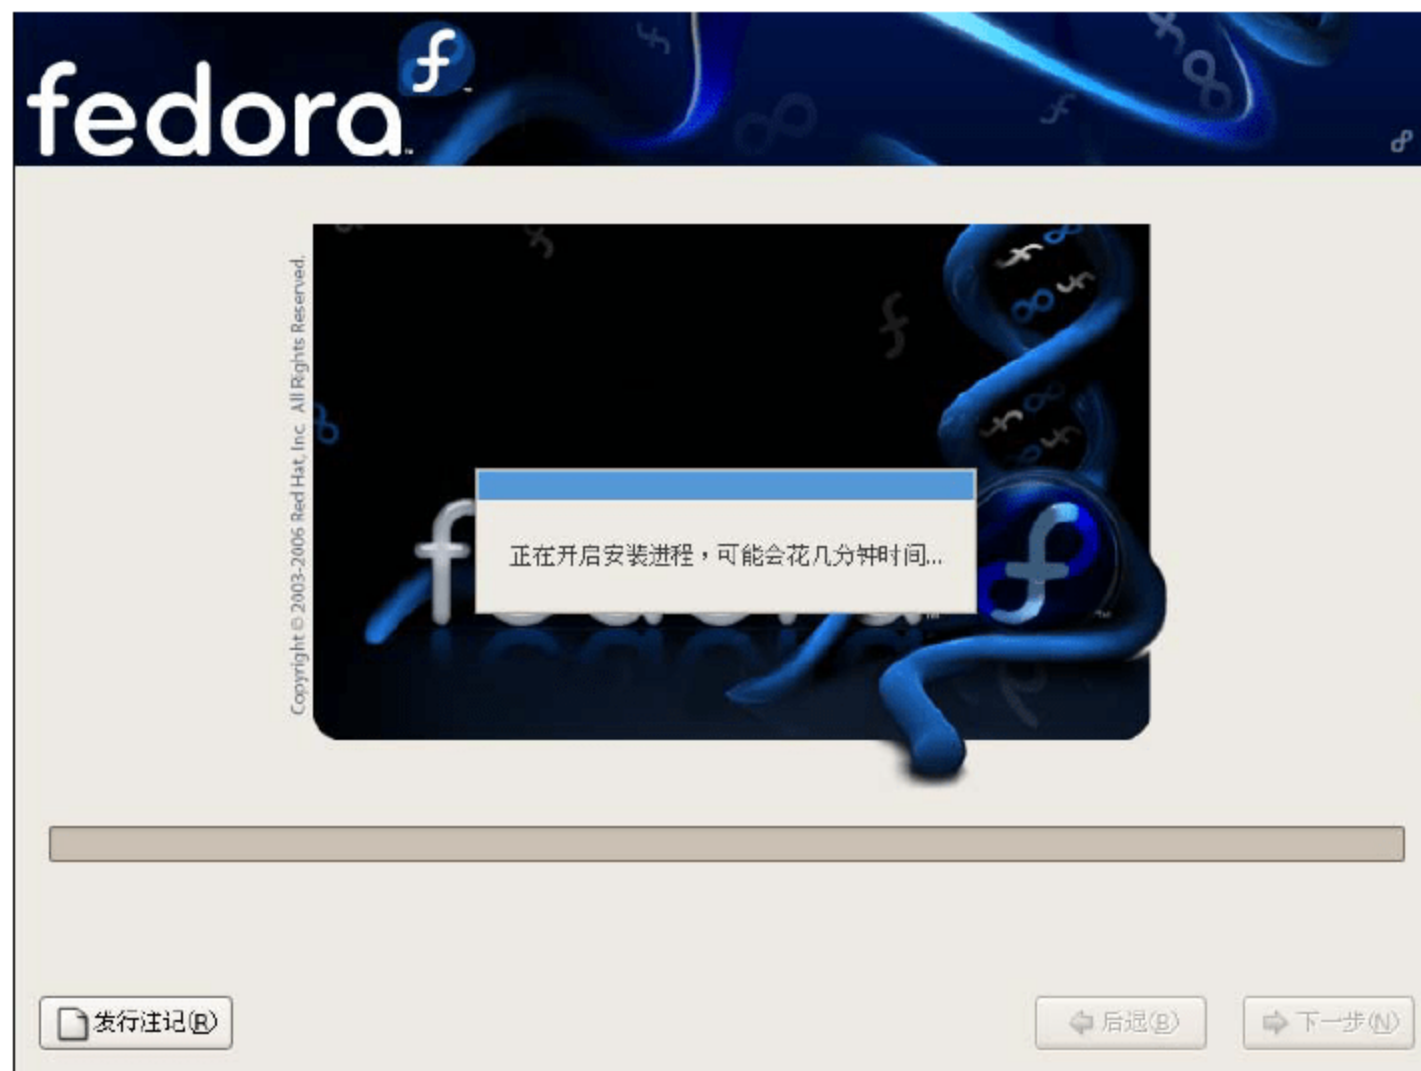 fedora
Copyright © 2003-2006 Red Hat, Inc. All Rights Reserved.
正在开启安装进程，可能会花几分钟时间...
发行注记(R)
后退(B)
下一步(N)